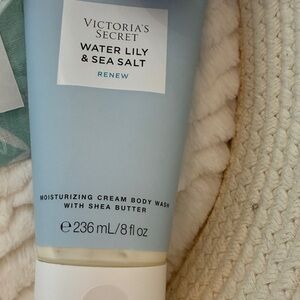 VICTORIA'S
SECRET
WATER LILY
& SEA SALT
RENEW
MOISTURIZING CREAM BODY WASH
WITH SHEA BUTTER
℮ 236 mL/8 fl oz